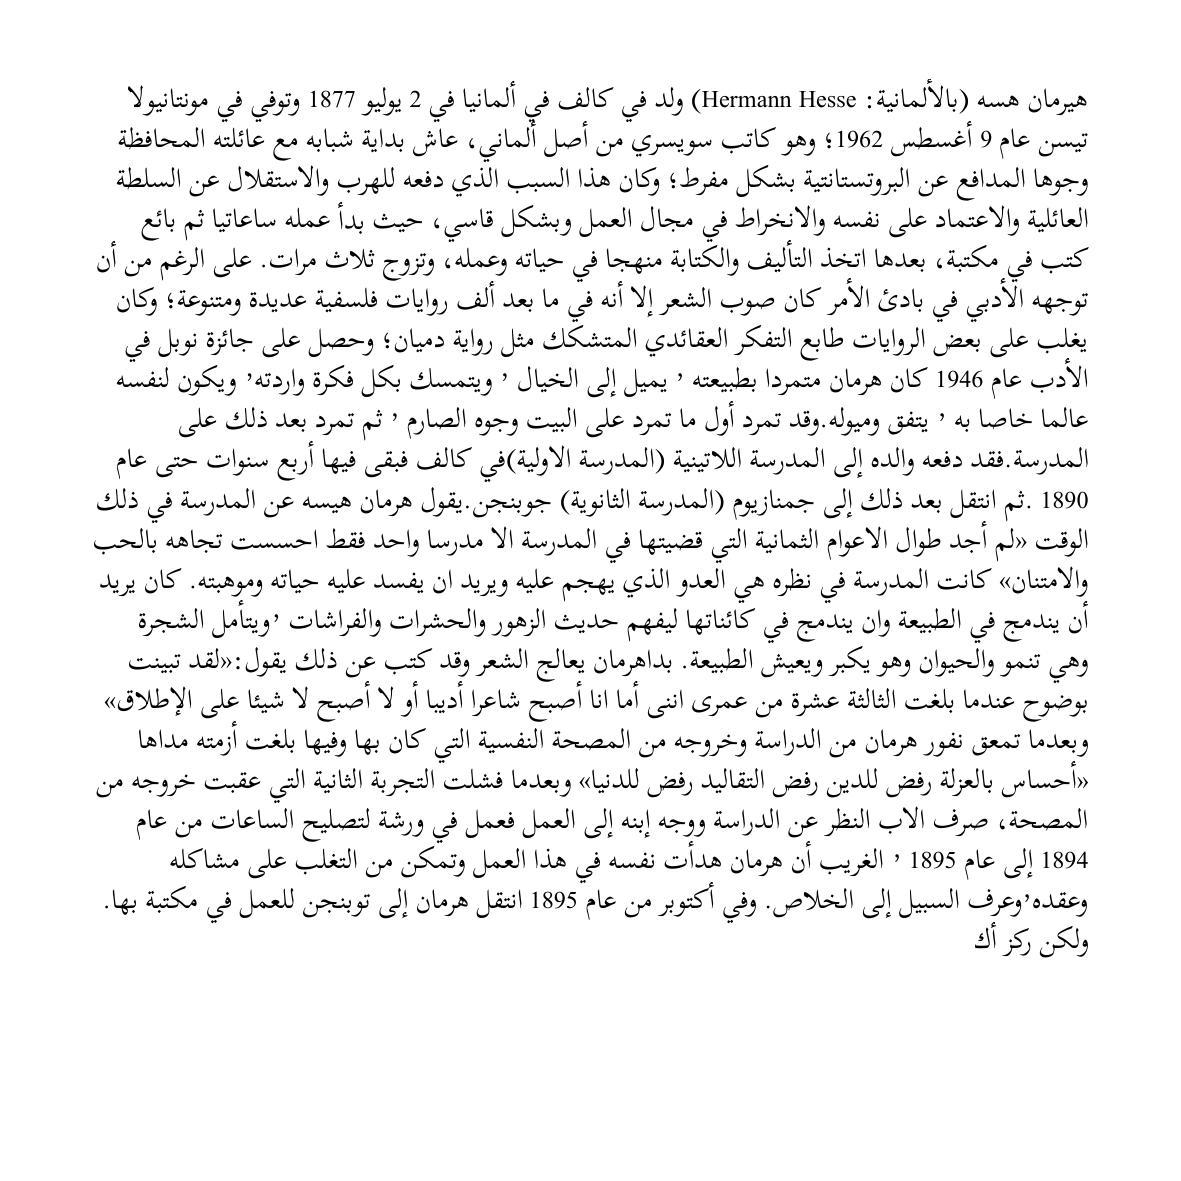 هيرمان هسه (بالألمانية: Hermann Hesse) ولد في كالف في ألمانيا في 2 يوليو 1877 وتوفي في مونتانيولا
تيسن عام 9 أغسطس 1962؛ وهو كاتب سويسري من أصل ألماني، عاش بداية شبابه مع عائلته المحافظة
وجوها المدافع عن البروتستانتية بشكل مفرط؛ وكان هذا السبب الذي دفعه للهرب والاستقلال عن السلطة
العائلية والاعتماد على نفسه والانخراط في مجال العمل وبشكل قاسي، حيث بدأ عمله ساعاتيا ثم بائع
كتب في مكتبة، بعدها اتخذ التأليف والكتابة منهجا في حياته وعمله، وتزوج ثلاث مرات. على الرغم من أن
توجهه الأدبي في بادئ الأمر كان صوب الشعر إلا أنه في ما بعد ألف روايات فلسفية عديدة ومتنوعة؛ وكان
يغلب على بعض الروايات طابع التفكر العقائدي المتشكك مثل رواية دميان؛ وحصل على جائزة نوبل في
الأدب عام 1946 كان هرمان متمردا بطبيعته ٬ يميل إلى الخيال ٬ ويتمسك بكل فكرة واردته٬ ويكون لنفسه
عالما خاصا به ٬ يتفق وميوله.وقد تمرد أول ما تمرد على البيت وجوه الصارم ٬ ثم تمرد بعد ذلك على
المدرسة.فقد دفعه والده إلى المدرسة اللاتينية (المدرسة الاولية)في كالف فبقى فيها أربع سنوات حتى عام
1890 .ثم انتقل بعد ذلك إلى جمنازيوم (المدرسة الثانوية) جوبنجن.يقول هرمان هيسه عن المدرسة في ذلك
الوقت «لم أجد طوال الاعوام الثمانية التي قضيتها في المدرسة الا مدرسا واحد فقط احسست تجاهه بالحب
والامتنان» كانت المدرسة في نظره هي العدو الذي يهجم عليه ويريد ان يفسد عليه حياته وموهبته. كان يريد
أن يندمج في الطبيعة وان يندمج في كائناتها ليفهم حديث الزهور والحشرات والفراشات ٬ويتأمل الشجرة
وهي تنمو والحيوان وهو يكبر ويعيش الطبيعة. بداهرمان يعالج الشعر وقد كتب عن ذلك يقول:«لقد تبينت
بوضوح عندما بلغت الثالثة عشرة من عمرى اننى أما انا أصبح شاعرا أديبا أو لا أصبح لا شيئا على الإطلاق»
وبعدما تمعق نفور هرمان من الدراسة وخروجه من المصحة النفسية التي كان بها وفيها بلغت أزمته مداها
«أحساس بالعزلة رفض للدين رفض التقاليد رفض للدنيا» وبعدما فشلت التجربة الثانية التي عقبت خروجه من
المصحة، صرف الاب النظر عن الدراسة ووجه إبنه إلى العمل فعمل في ورشة لتصليح الساعات من عام
1894 إلى عام 1895 ٬ الغريب أن هرمان هدأت نفسه في هذا العمل وتمكن من التغلب على مشاكله
وعقده٬وعرف السبيل إلى الخلاص. وفي أكتوبر من عام 1895 انتقل هرمان إلى توبنجن للعمل في مكتبة بها.
ولكن ركز أك